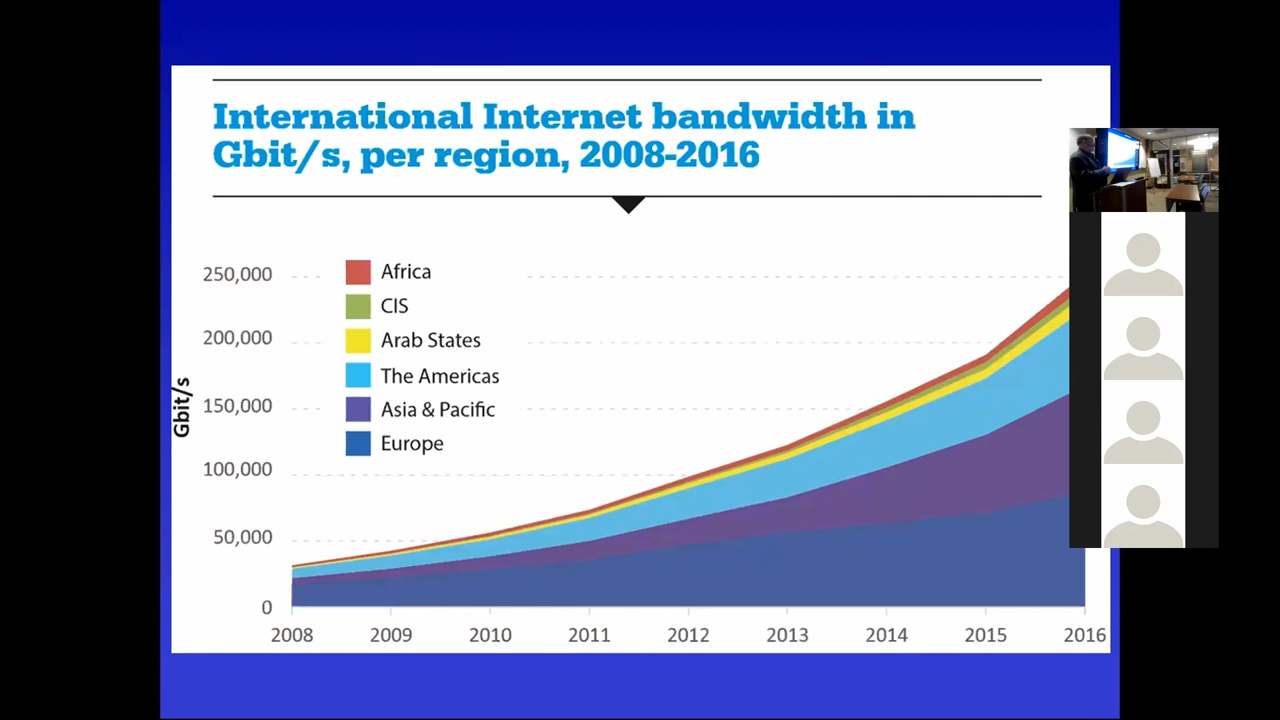 International Internet bandwidth in
Gbit/s, per region, 2008-2016
250,000
200,000
150,000
100,000
50,000
0
Gbit/s
Africa
CIS
Arab States
The Americas
Asia & Pacific
Europe
2008 2009 2010 2011 2012 2013 2014 2015 2016